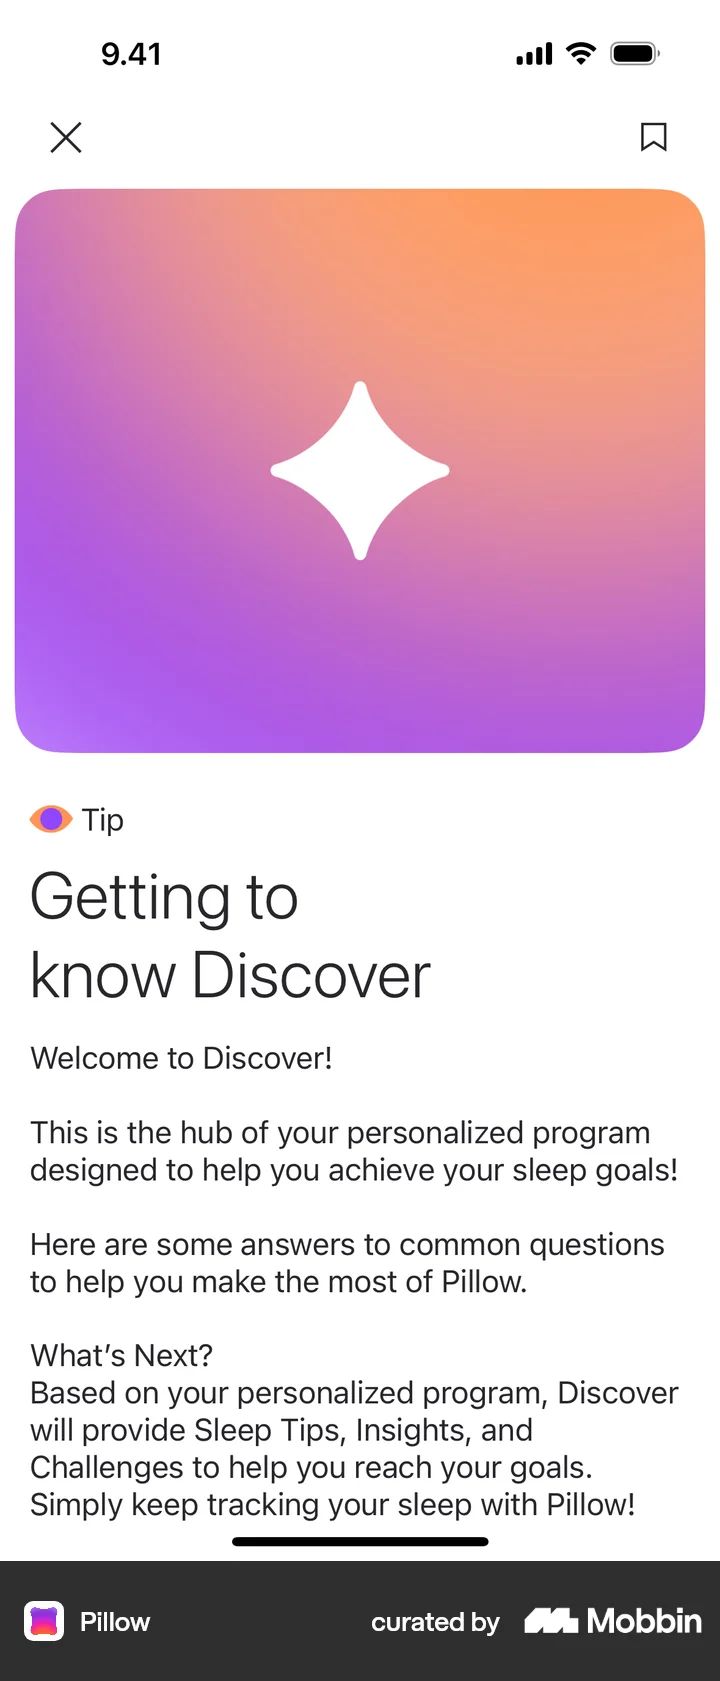 9.41
Tip
Getting to
know Discover
Welcome to Discover!
This is the hub of your personalized program
designed to help you achieve your sleep goals!
Here are some answers to common questions
to help you make the most of Pillow.
What’s Next?
Based on your personalized program, Discover
will provide Sleep Tips, Insights, and
Challenges to help you reach your goals.
Simply keep tracking your sleep with Pillow!
Pillow
curated by Mobbin